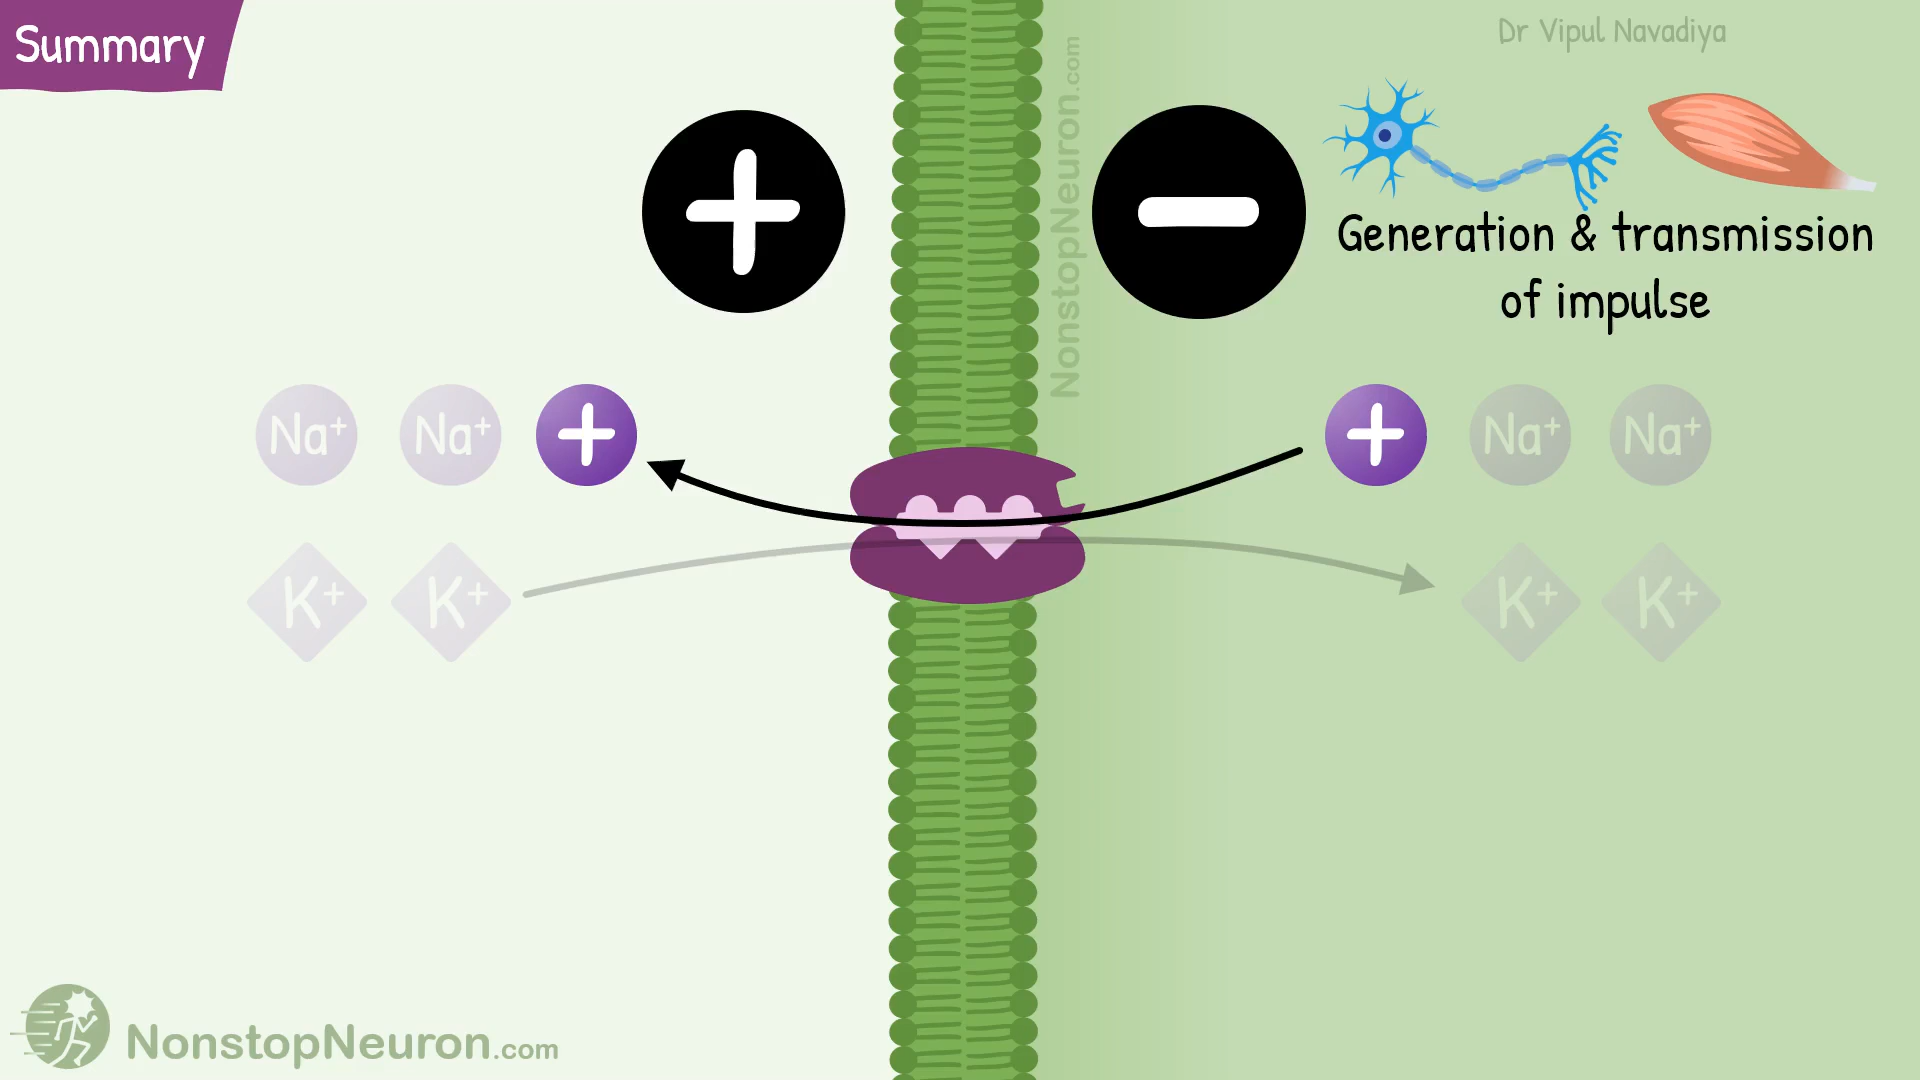 Summary
Dr Vipul Navadiya
NonstopNeuron.com
Generation & transmission
of impulse
Na+ Na+ + + Na+ Na+
K+ K+ K+ K+
NonstopNeuron.com